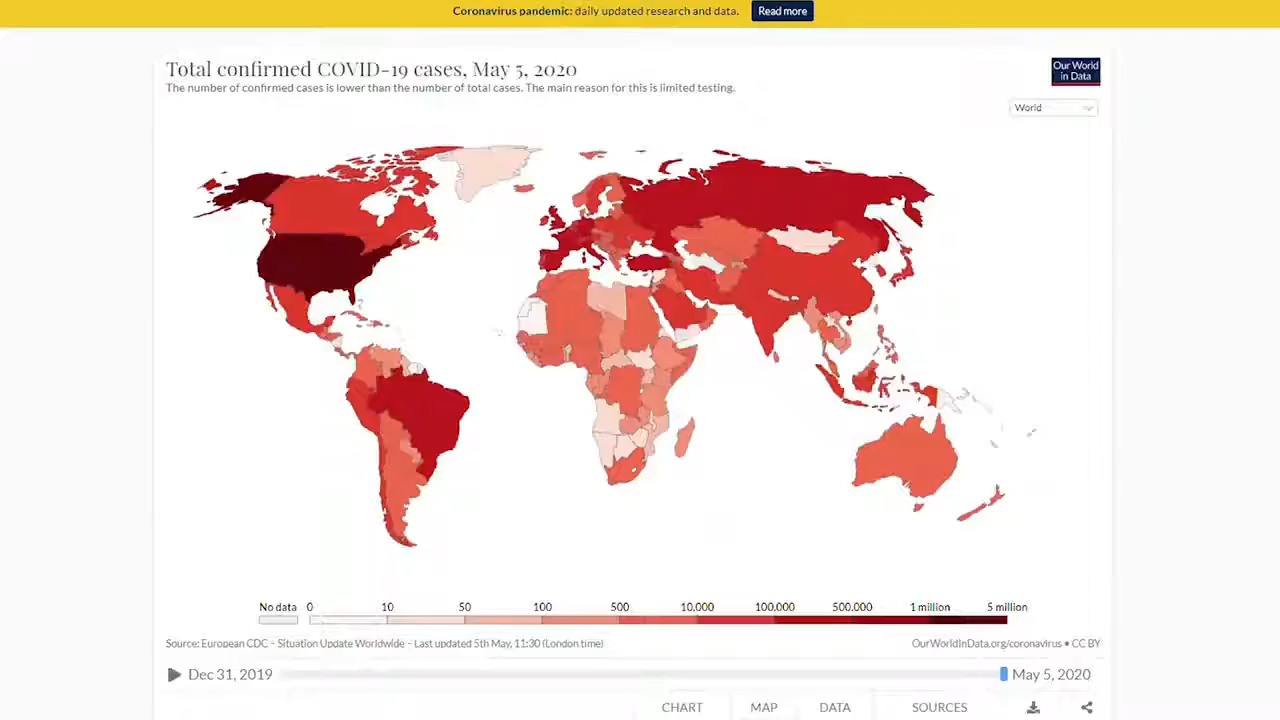 Coronavirus pandemic: daily updated research and data. Read more
Total confirmed COVID-19 cases, May 5, 2020
The number of confirmed cases is lower than the number of total cases. The main reason for this is limited testing.
Our World
in Data
World
No data 0 10 50 100 500 10,000 100,000 500,000 1 million 5 million
Source: European CDC – Situation Update Worldwide – Last updated 5th May, 11:30 (London time)
OurWorldInData.org/coronavirus • CC BY
Dec 31, 2019
May 5, 2020
CHART MAP DATA SOURCES